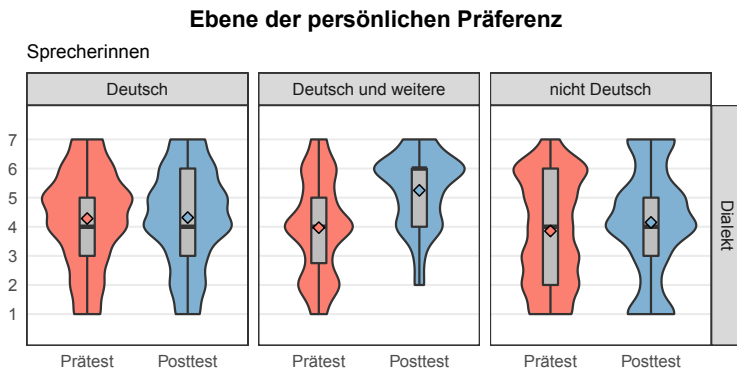 Ebene der persönlichen Präferenz
Sprecherinnen
Deutsch
Deutsch und weitere
nicht Deutsch
7
6
5
4
3
2
1
Dialekt
Prätest
Posttest
Prätest
Posttest
Prätest
Posttest